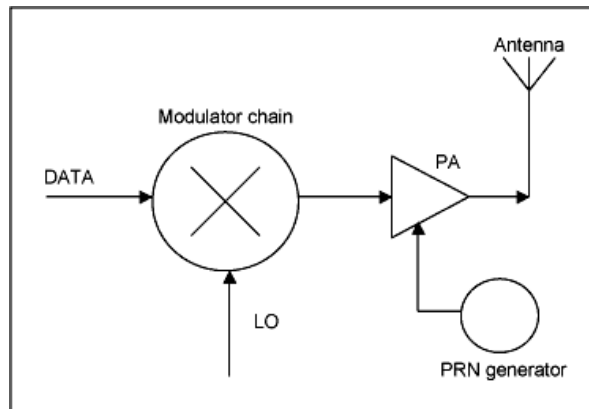 Antenna
Modulator chain
PA
DATA
LO
PRN generator